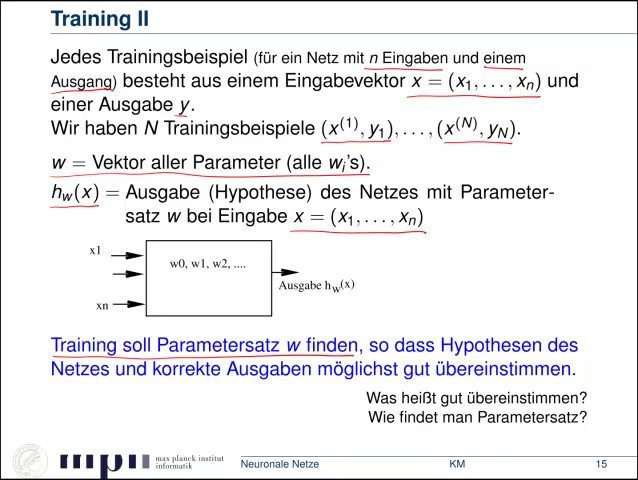 Training II
Jedes Trainingsbeispiel (für ein Netz mit n Eingaben und einem
Ausgang) besteht aus einem Eingabevektor x = (x₁, . . . , xₙ) und
einer Ausgabe y.
Wir haben N Trainingsbeispiele (x⁽¹⁾, y₁), . . . , (x⁽ᴺ⁾, y_N).
w = Vektor aller Parameter (alle wᵢ's).
h_w(x) = Ausgabe (Hypothese) des Netzes mit Parameter-
satz w bei Eingabe x = (x₁, . . . , xₙ)
x1
w0, w1, w2, ....
Ausgabe h_w(x)
xn
Training soll Parametersatz w finden, so dass Hypothesen des
Netzes und korrekte Ausgaben möglichst gut übereinstimmen.
Was heißt gut übereinstimmen?
Wie findet man Parametersatz?
max planck institut
informatik
Neuronale Netze KM 15